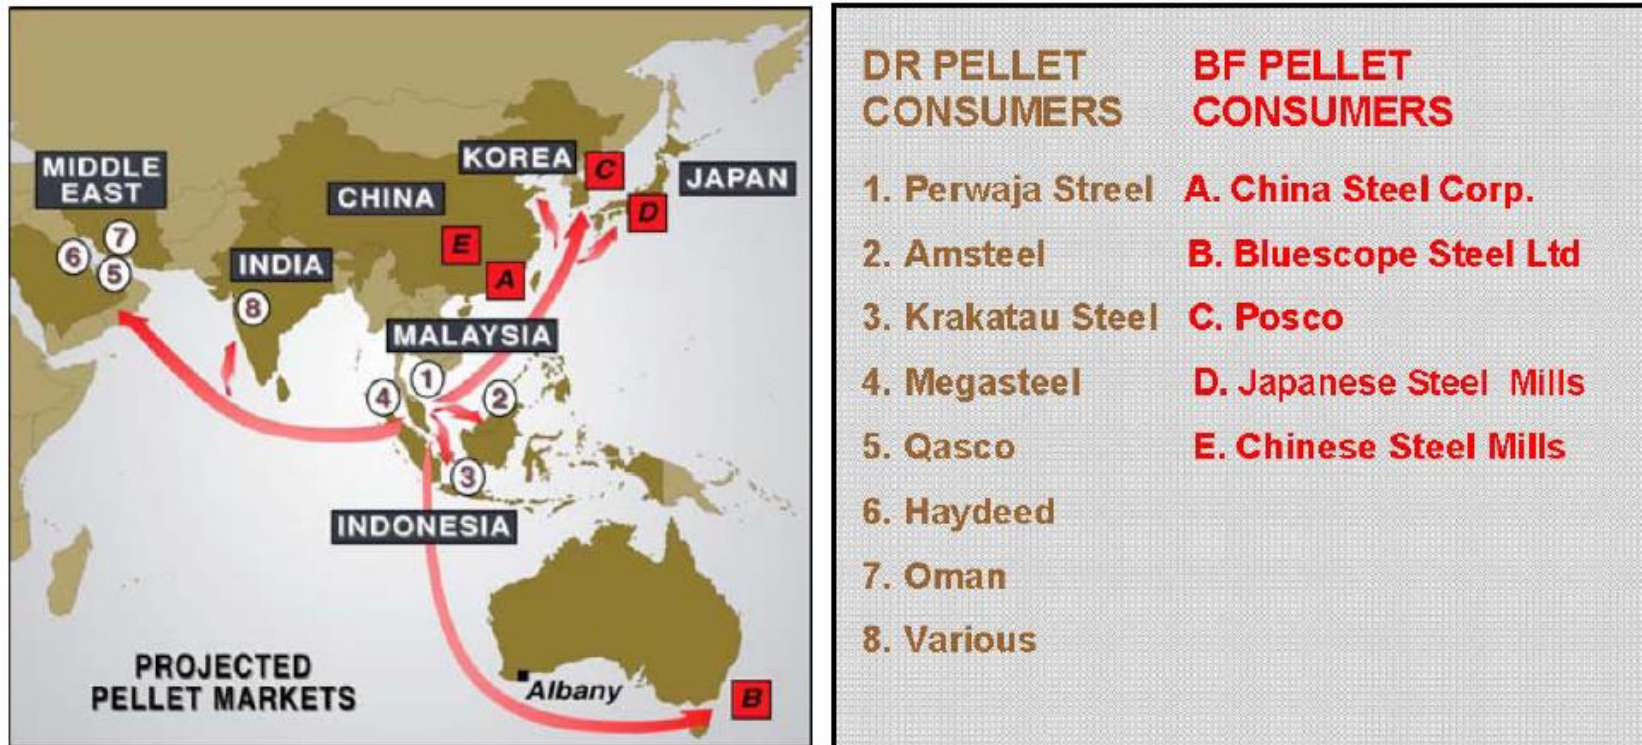 MIDDLE
EAST
KOREA
C
JAPAN
CHINA
D
7
6
E
5
INDIA
A
8
MALAYSIA
1
4
2
3
INDONESIA
PROJECTED
PELLET MARKETS
Albany
B
DR PELLET
CONSUMERS
1. Perwaja Streel
2. Amsteel
3. Krakatau Steel
4. Megasteel
5. Qasco
6. Haydeed
7. Oman
8. Various
BF PELLET
CONSUMERS
A. China Steel Corp.
B. Bluescope Steel Ltd
C. Posco
D. Japanese Steel Mills
E. Chinese Steel Mills